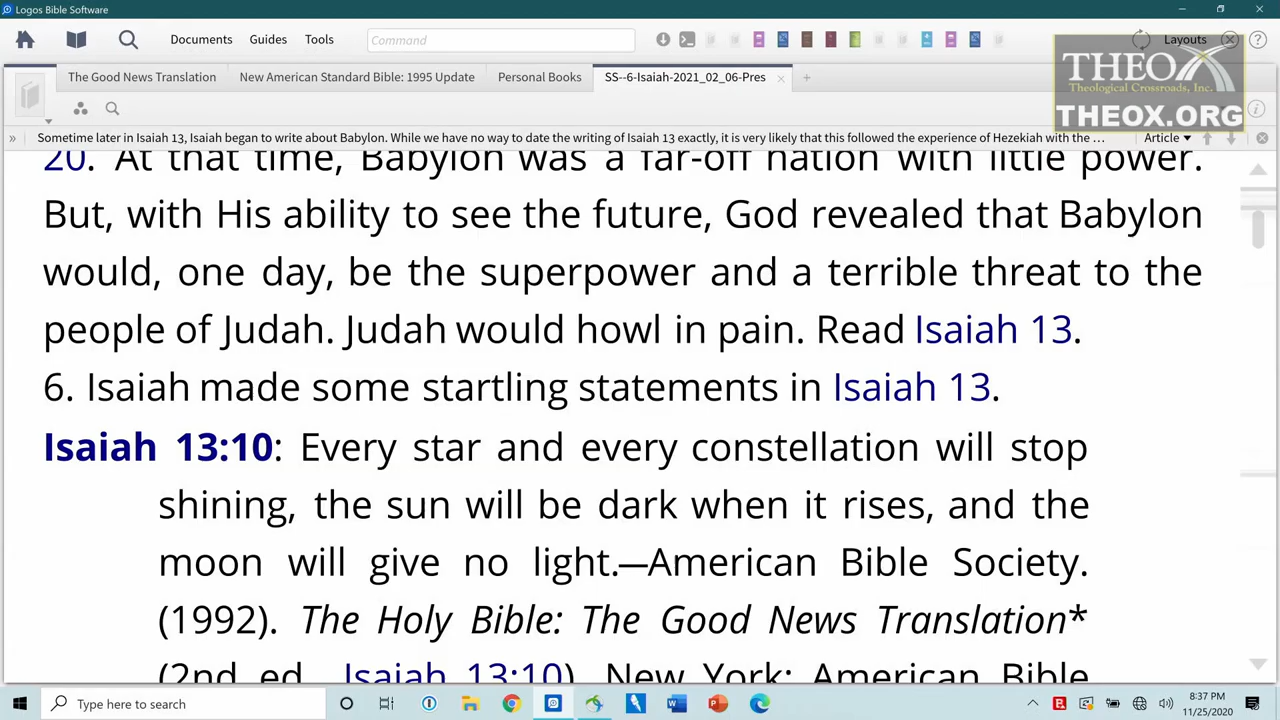 Logos Bible Software
Documents Guides Tools Command Layouts
The Good News Translation New American Standard Bible: 1995 Update Personal Books SS--6-Isaiah-2021_02_06-Pres
THEOX
Theological Crossroads, Inc.
THEOX.ORG
Sometime later in Isaiah 13, Isaiah began to write about Babylon. While we have no way to date the writing of Isaiah 13 exactly, it is very likely that this followed the experience of Hezekiah with the ... Article
20. At that time, Babylon was a far-off nation with little power.
But, with His ability to see the future, God revealed that Babylon
would, one day, be the superpower and a terrible threat to the
people of Judah. Judah would howl in pain. Read Isaiah 13.
6. Isaiah made some startling statements in Isaiah 13.
Isaiah 13:10: Every star and every constellation will stop
shining, the sun will be dark when it rises, and the
moon will give no light.—American Bible Society.
(1992). The Holy Bible: The Good News Translation*
(2nd ed., Isaiah 13:10). New York: American Bible
Type here to search
8:37 PM
11/25/2020